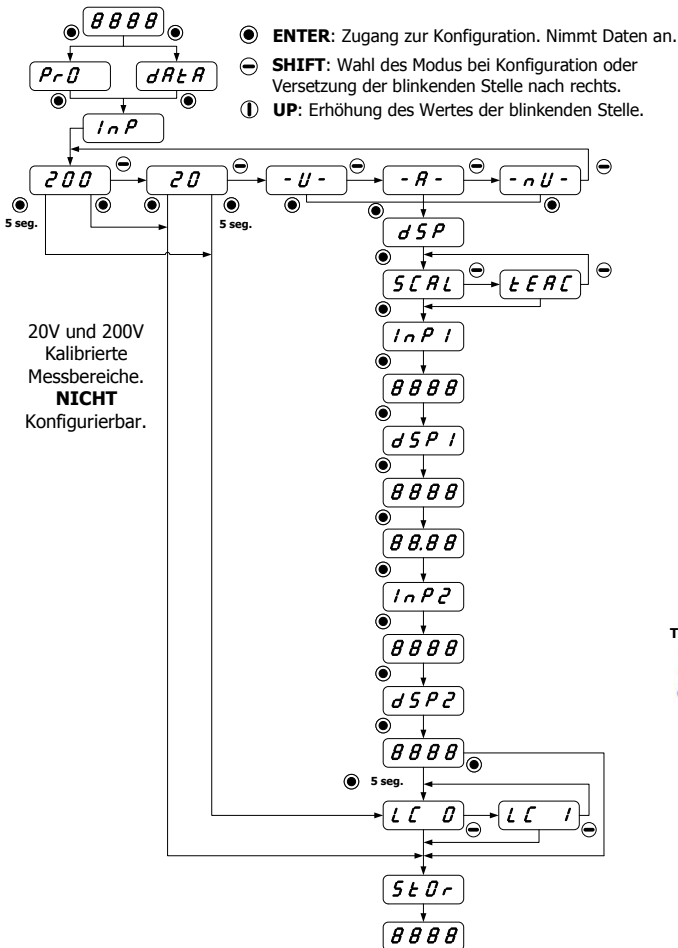 8888
ENTER: Zugang zur Konfiguration. Nimmt Daten an.
SHIFT: Wahl des Modus bei Konfiguration oder
Versetzung der blinkenden Stelle nach rechts.
UP: Erhöhung des Wertes der blinkenden Stelle.
PrO dAtA
InP
200 20 -U- -A- -nU-
5 seg. 5 seg.
dSP
SCAL tEAC
20V und 200V
Kalibrierte
Messbereiche.
NICHT
Konfigurierbar.
InP1
8888
dSP1
8888
88.88
InP2
8888
T
dSP2
8888
5 seg.
LC 0 LC 1
StOr
8888